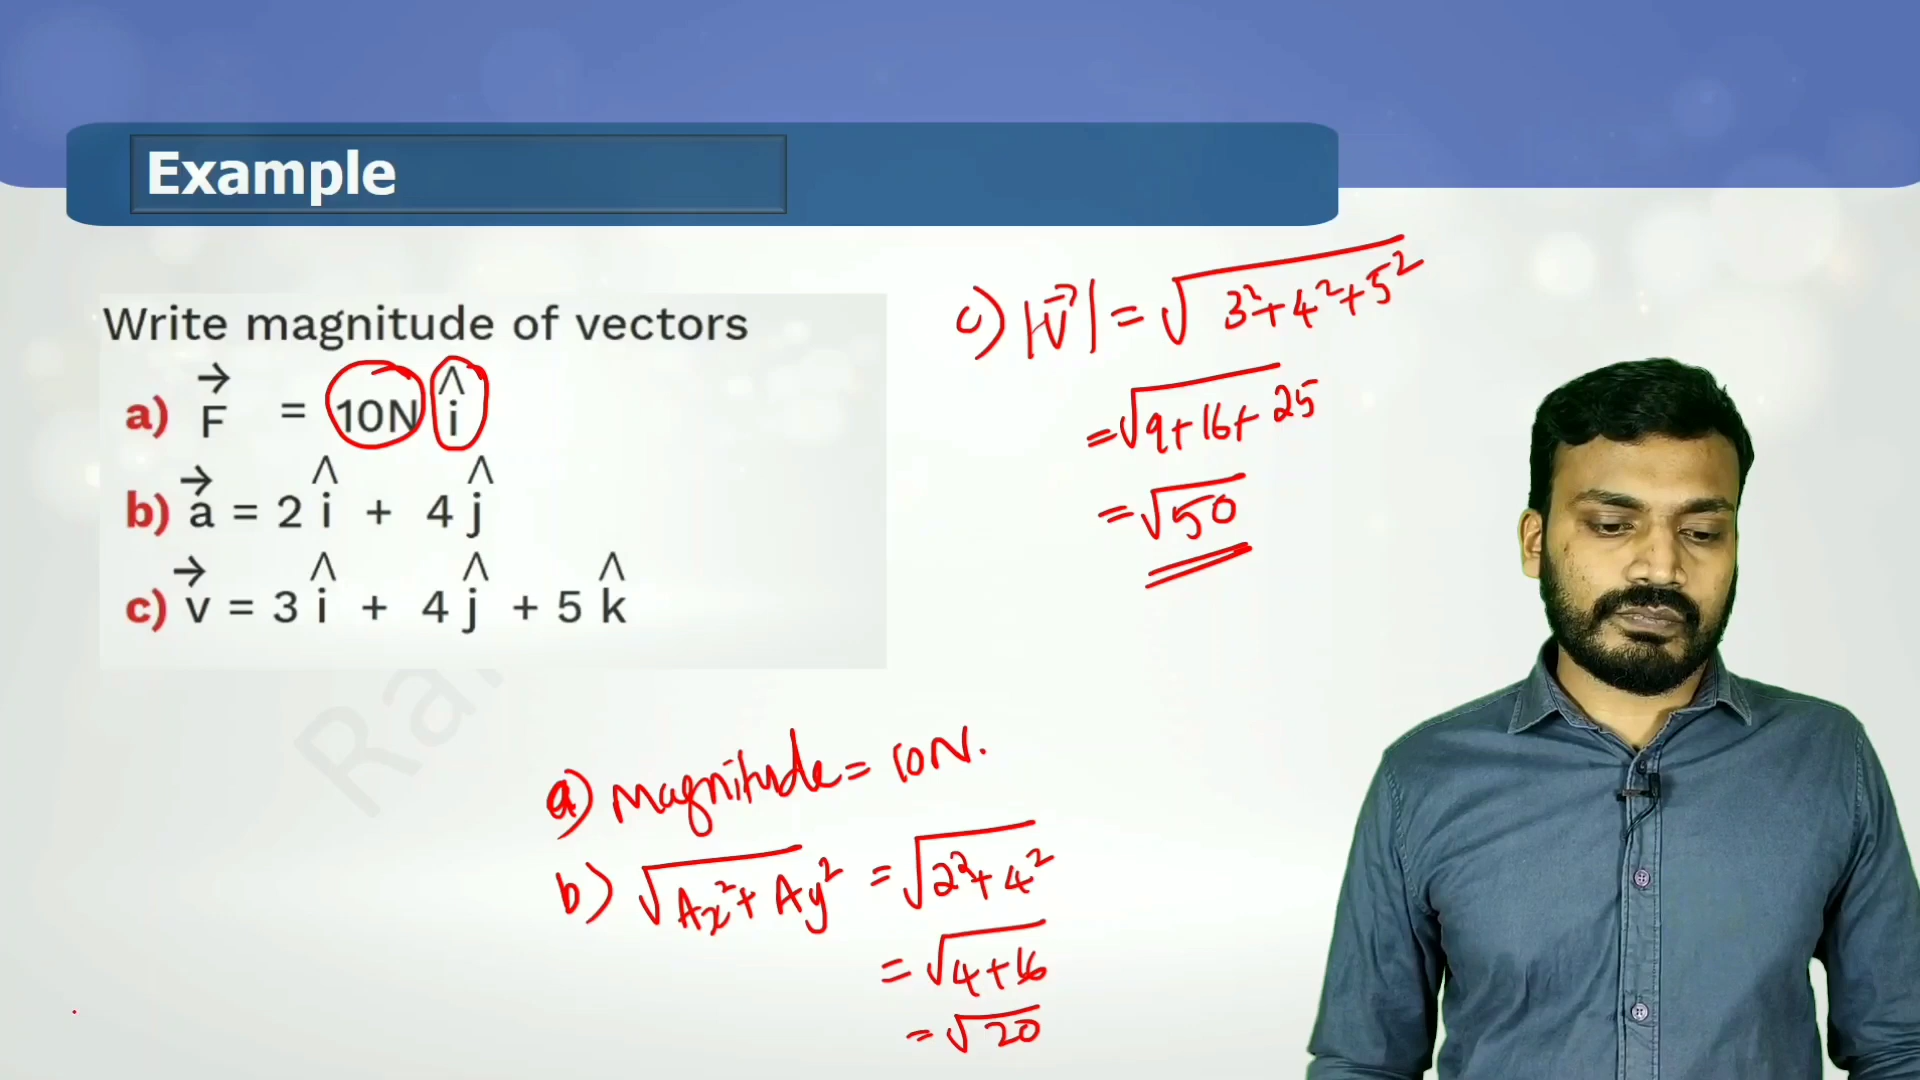 Example
Write magnitude of vectors
a) F⃗ = 10N î
b) a⃗ = 2 î + 4 ĵ
c) v⃗ = 3 î + 4 ĵ + 5 k̂
c) |v⃗| = √(3²+4²+5²)
= √(9+16+25)
= √50
a) magnitude = 10N.
b) √(Ax²+Ay²) = √(2²+4²)
= √(4+16)
= √20